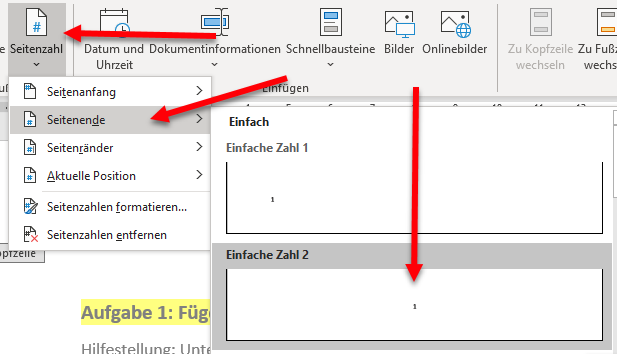 Seitenzahl
Datum und Uhrzeit
Dokumentinformationen
Schnellbausteine
Bilder
Onlinebilder
Zu Kopfzeile wechseln
Zu Fußz
wechs
Einfügen
Seitenanfang
Seitenende
Seitenränder
Aktuelle Position
Seitenzahlen formatieren...
Seitenzahlen entfernen
Einfach
Einfache Zahl 1
1
Einfache Zahl 2
1
opfzeile
Aufgabe 1: Füg
Hilfestellung: Unte